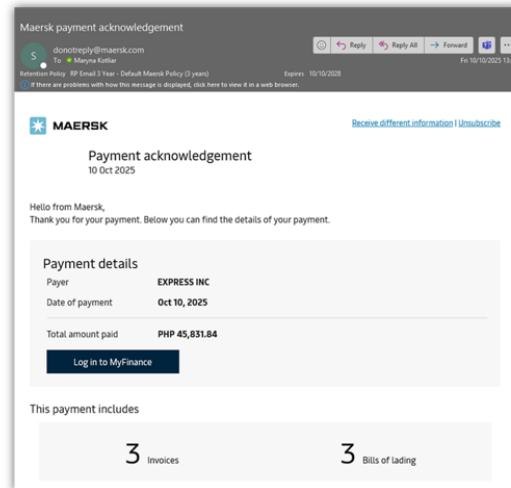 Maersk payment acknowledgement
S
donotreply@maersk.com
To Maryna Kotliar
Reply Reply All Forward
Fri 10/10/2025 13:
Retention Policy RP Email 3 Year - Default Maersk Policy (3 years) Expires 10/10/2028
If there are problems with how this message is displayed, click here to view it in a web browser.
MAERSK
Receive different information | Unsubscribe
Payment acknowledgement
10 Oct 2025
Hello from Maersk,
Thank you for your payment. Below you can find the details of your payment.
Payment details
Payer EXPRESS INC
Date of payment Oct 10, 2025
Total amount paid PHP 45,831.84
Log in to MyFinance
This payment includes
3 Invoices 3 Bills of lading